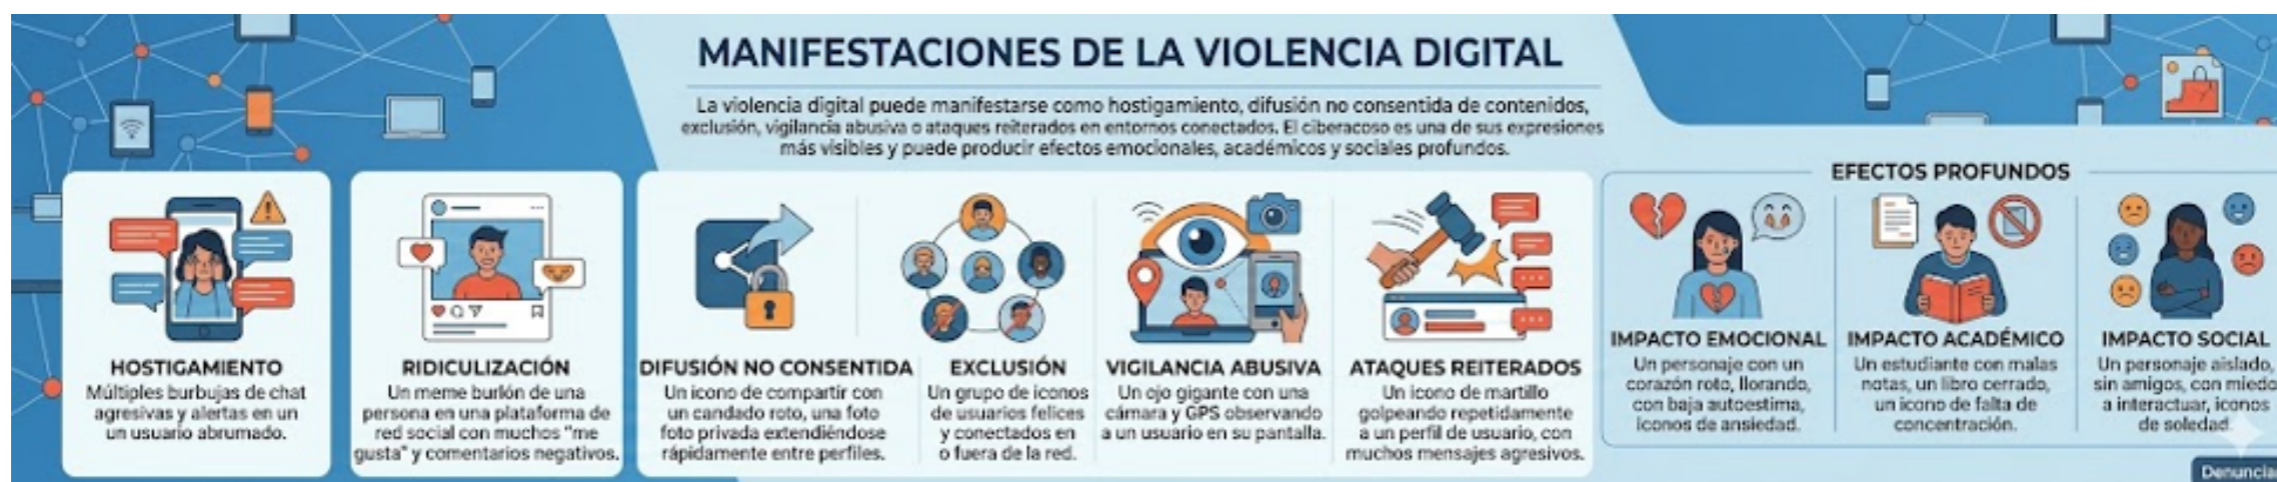 MANIFESTACIONES DE LA VIOLENCIA DIGITAL
La violencia digital puede manifestarse como hostigamiento, difusión no consentida de contenidos,
exclusión, vigilancia abusiva o ataques reiterados en entornos conectados. El ciberacoso es una de sus expresiones
más visibles y puede producir efectos emocionales, académicos y sociales profundos.
HOSTIGAMIENTO
Múltiples burbujas de chat
agresivas y alertas en un
un usuario abrumado.
RIDICULIZACIÓN
Un meme burlón de una
persona en una plataforma de
red social con muchos "me
gusta" y comentarios negativos.
DIFUSIÓN NO CONSENTIDA
Un icono de compartir con
un candado roto, una foto
foto privada extendiéndose
rápidamente entre perfiles.
EXCLUSIÓN
Un grupo de iconos
de usuarios felices
y conectados en
o fuera de la red.
VIGILANCIA ABUSIVA
Un ojo gigante con una
cámara y GPS observando
a un usuario en su pantalla.
ATAQUES REITERADOS
Un icono de martillo
golpeando repetidamente
a un perfil de usuario, con
muchos mensajes agresivos.
EFECTOS PROFUNDOS
IMPACTO EMOCIONAL
Un personaje con un
corazón roto, llorando,
con baja autoestima,
iconos de ansiedad.
IMPACTO ACADÉMICO
Un estudiante con malas
notas, un libro cerrado,
un icono de falta de
concentración.
IMPACTO SOCIAL
Un personaje aislado,
sin amigos, con miedo
a interactuar, iconos
de soledad.
Denuncia